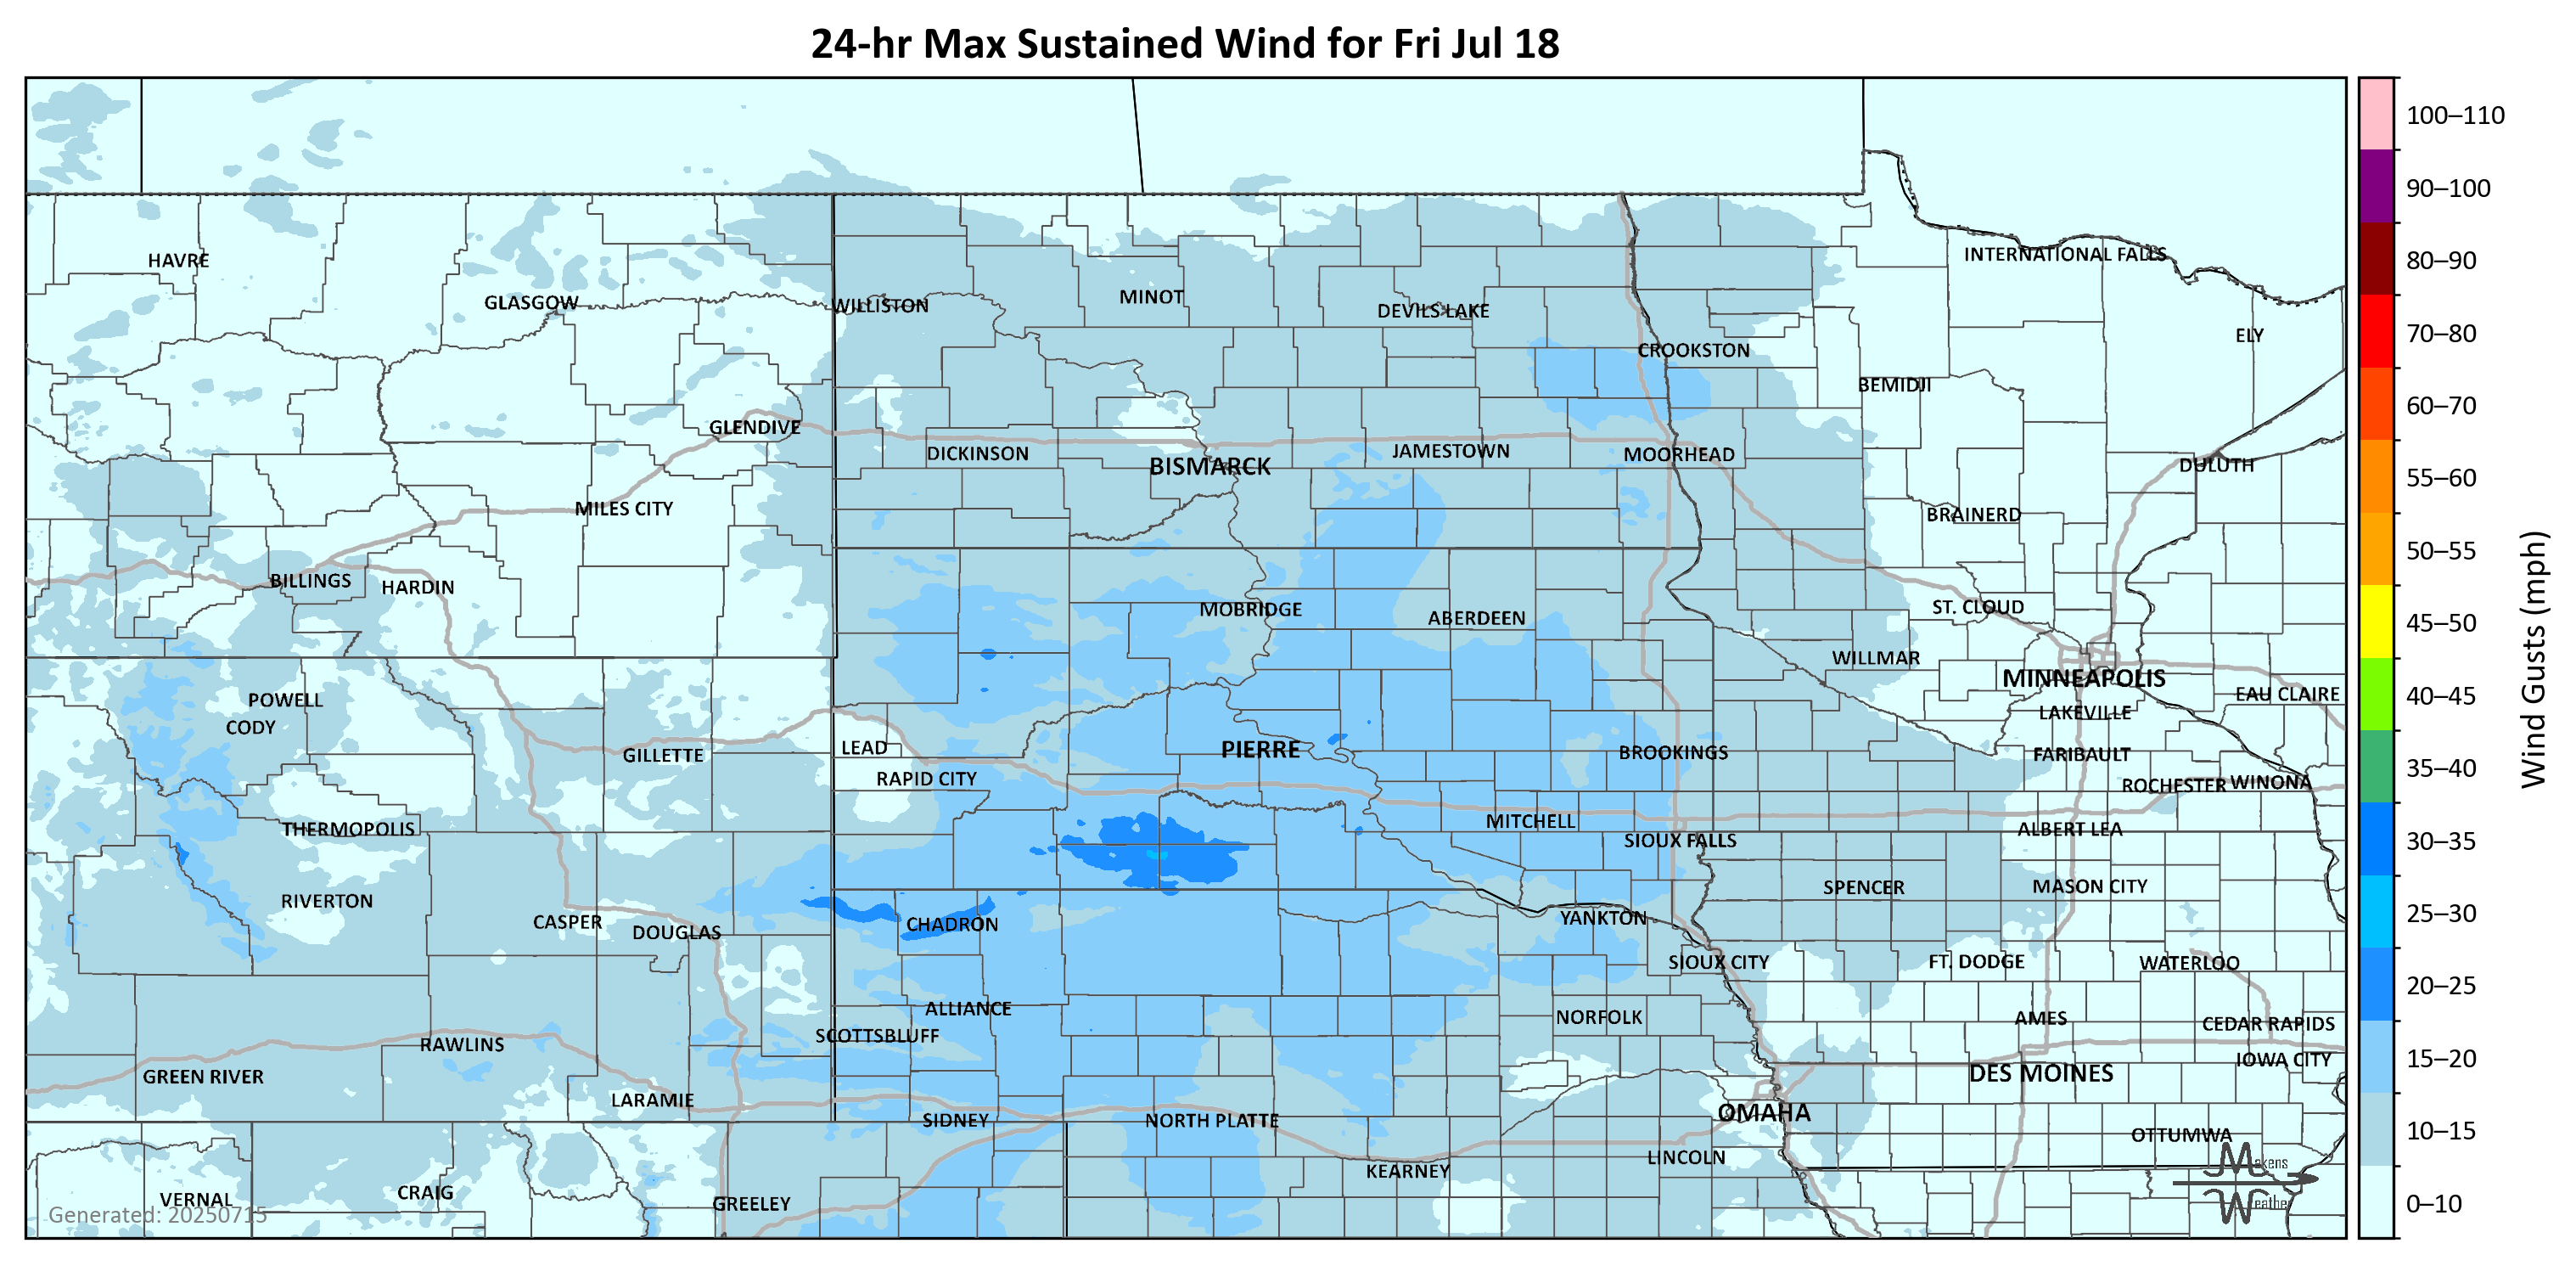 24-hr Max Sustained Wind for Fri Jul 18
100–110
90–100
80–90
70–80
60–70
55–60
50–55
45–50
40–45
35–40
30–35
25–30
20–25
15–20
10–15
0–10
Wind Gusts (mph)
HAVRE
GLASGOW
WILLISTON
MINOT
DEVILS LAKE
CROOKSTON
INTERNATIONAL FALLS
ELY
BEMIDJI
GLENDIVE
DICKINSON
BISMARCK
JAMESTOWN
MOORHEAD
DULUTH
MILES CITY
BRAINERD
BILLINGS
HARDIN
MOBRIDGE
ABERDEEN
ST. CLOUD
WILLMAR
MINNEAPOLIS
EAU CLAIRE
POWELL
CODY
LAKEVILLE
GILLETTE
LEAD
PIERRE
BROOKINGS
FARIBAULT
RAPID CITY
ROCHESTER
WINONA
THERMOPOLIS
MITCHELL
SIOUX FALLS
ALBERT LEA
RIVERTON
SPENCER
MASON CITY
CASPER
DOUGLAS
CHADRON
YANKTON
SIOUX CITY
FT. DODGE
WATERLOO
ALLIANCE
SCOTTSBLUFF
NORFOLK
AMES
CEDAR RAPIDS
RAWLINS
IOWA CITY
GREEN RIVER
DES MOINES
LARAMIE
SIDNEY
NORTH PLATTE
OMAHA
OTTUMWA
KEARNEY
LINCOLN
VERNAL
CRAIG
GREELEY
Generated: 20250715
Makens
Weather